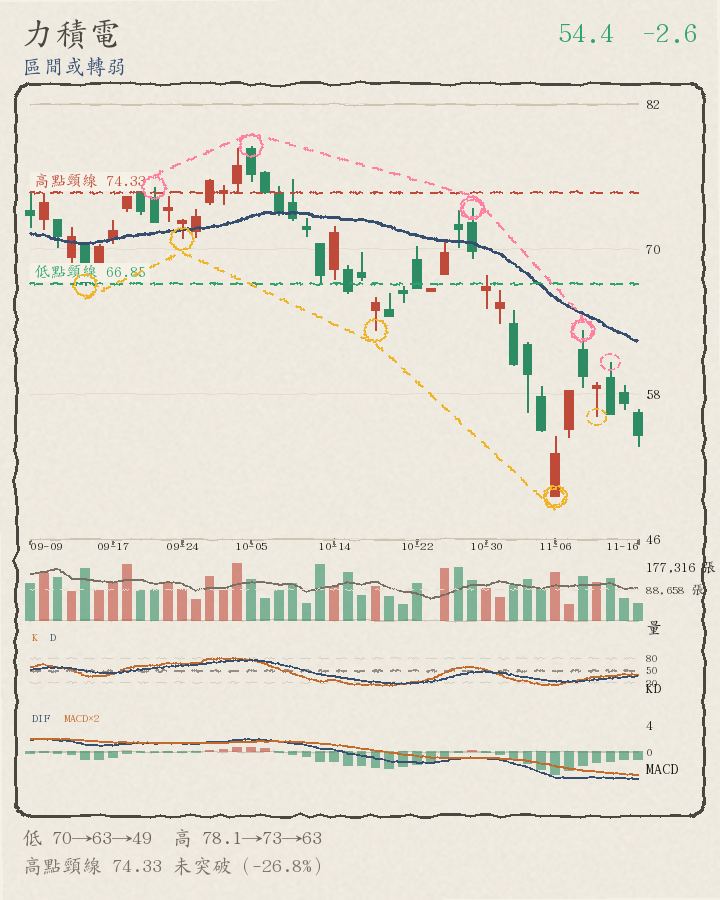 力積電 54.4 -2.6
區間或轉弱
82
高點頸線 74.33
70
低點頸線 66.85
58
46
09-09 09-17 09-24 10-05 10-14 10-22 10-30 11-06 11-16
177,316 張
88,658 張
量
K D
80
50
20
KD
DIF MACD×2
4
0
MACD
低 70→63→49 高 78.1→73→63
高點頸線 74.33 未突破 (-26.8%)